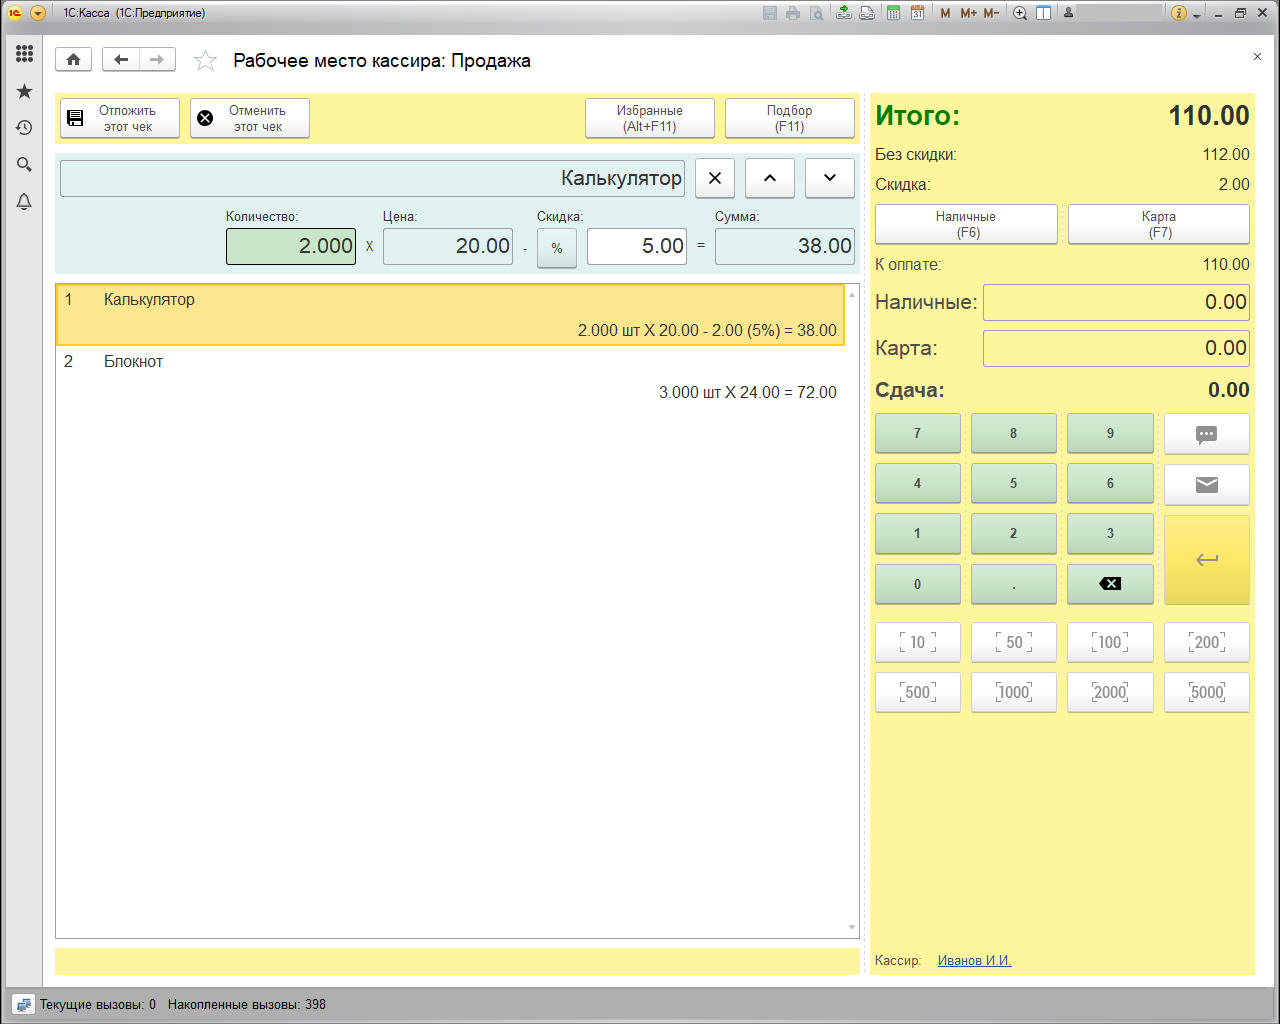 1С:Касса (1С:Предприятие)
M M+ M-
31
Рабочее место кассира: Продажа
Отложить
этот чек
Отменить
этот чек
Избранные
(Alt+F11)
Подбор
(F11)
Калькулятор
Количество: Цена: Скидка: Сумма:
2.000 X 20.00 - % 5.00 = 38.00
1 Калькулятор
2.000 шт X 20.00 - 2.00 (5%) = 38.00
2 Блокнот
3.000 шт X 24.00 = 72.00
Итого: 110.00
Без скидки: 112.00
Скидка: 2.00
Наличные
(F6)
Карта
(F7)
К оплате: 110.00
Наличные: 0.00
Карта: 0.00
Сдача: 0.00
7 8 9
4 5 6
1 2 3
0 .
10 50 100 200
500 1000 2000 5000
Кассир: Иванов И.И.
Текущие вызовы: 0 Накопленные вызовы: 398